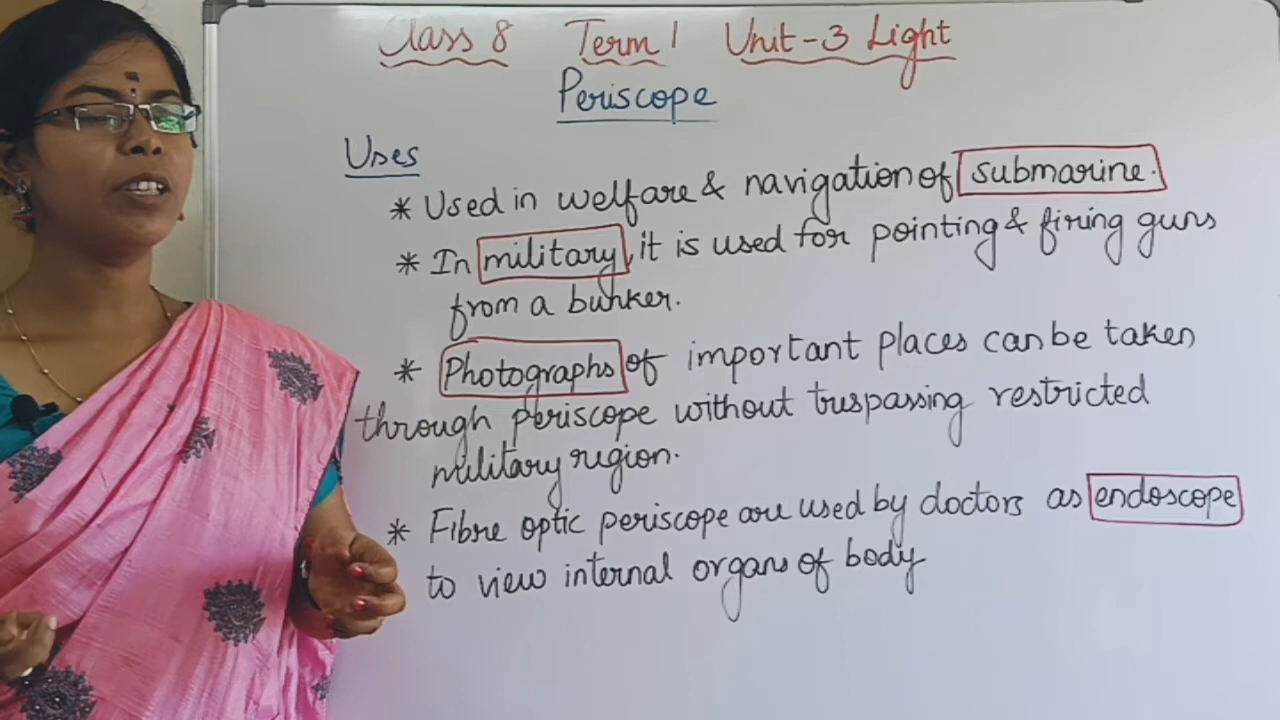 Class 8 Term 1 Unit-3 Light
Periscope
Uses
* Used in welfare & navigation of submarine.
* In military, it is used for pointing & firing guns
from a bunker.
* Photographs of important places can be taken
through periscope without truspassing restricted
military region.
* Fibre optic periscope are used by doctors as endoscope
to view internal organs of body